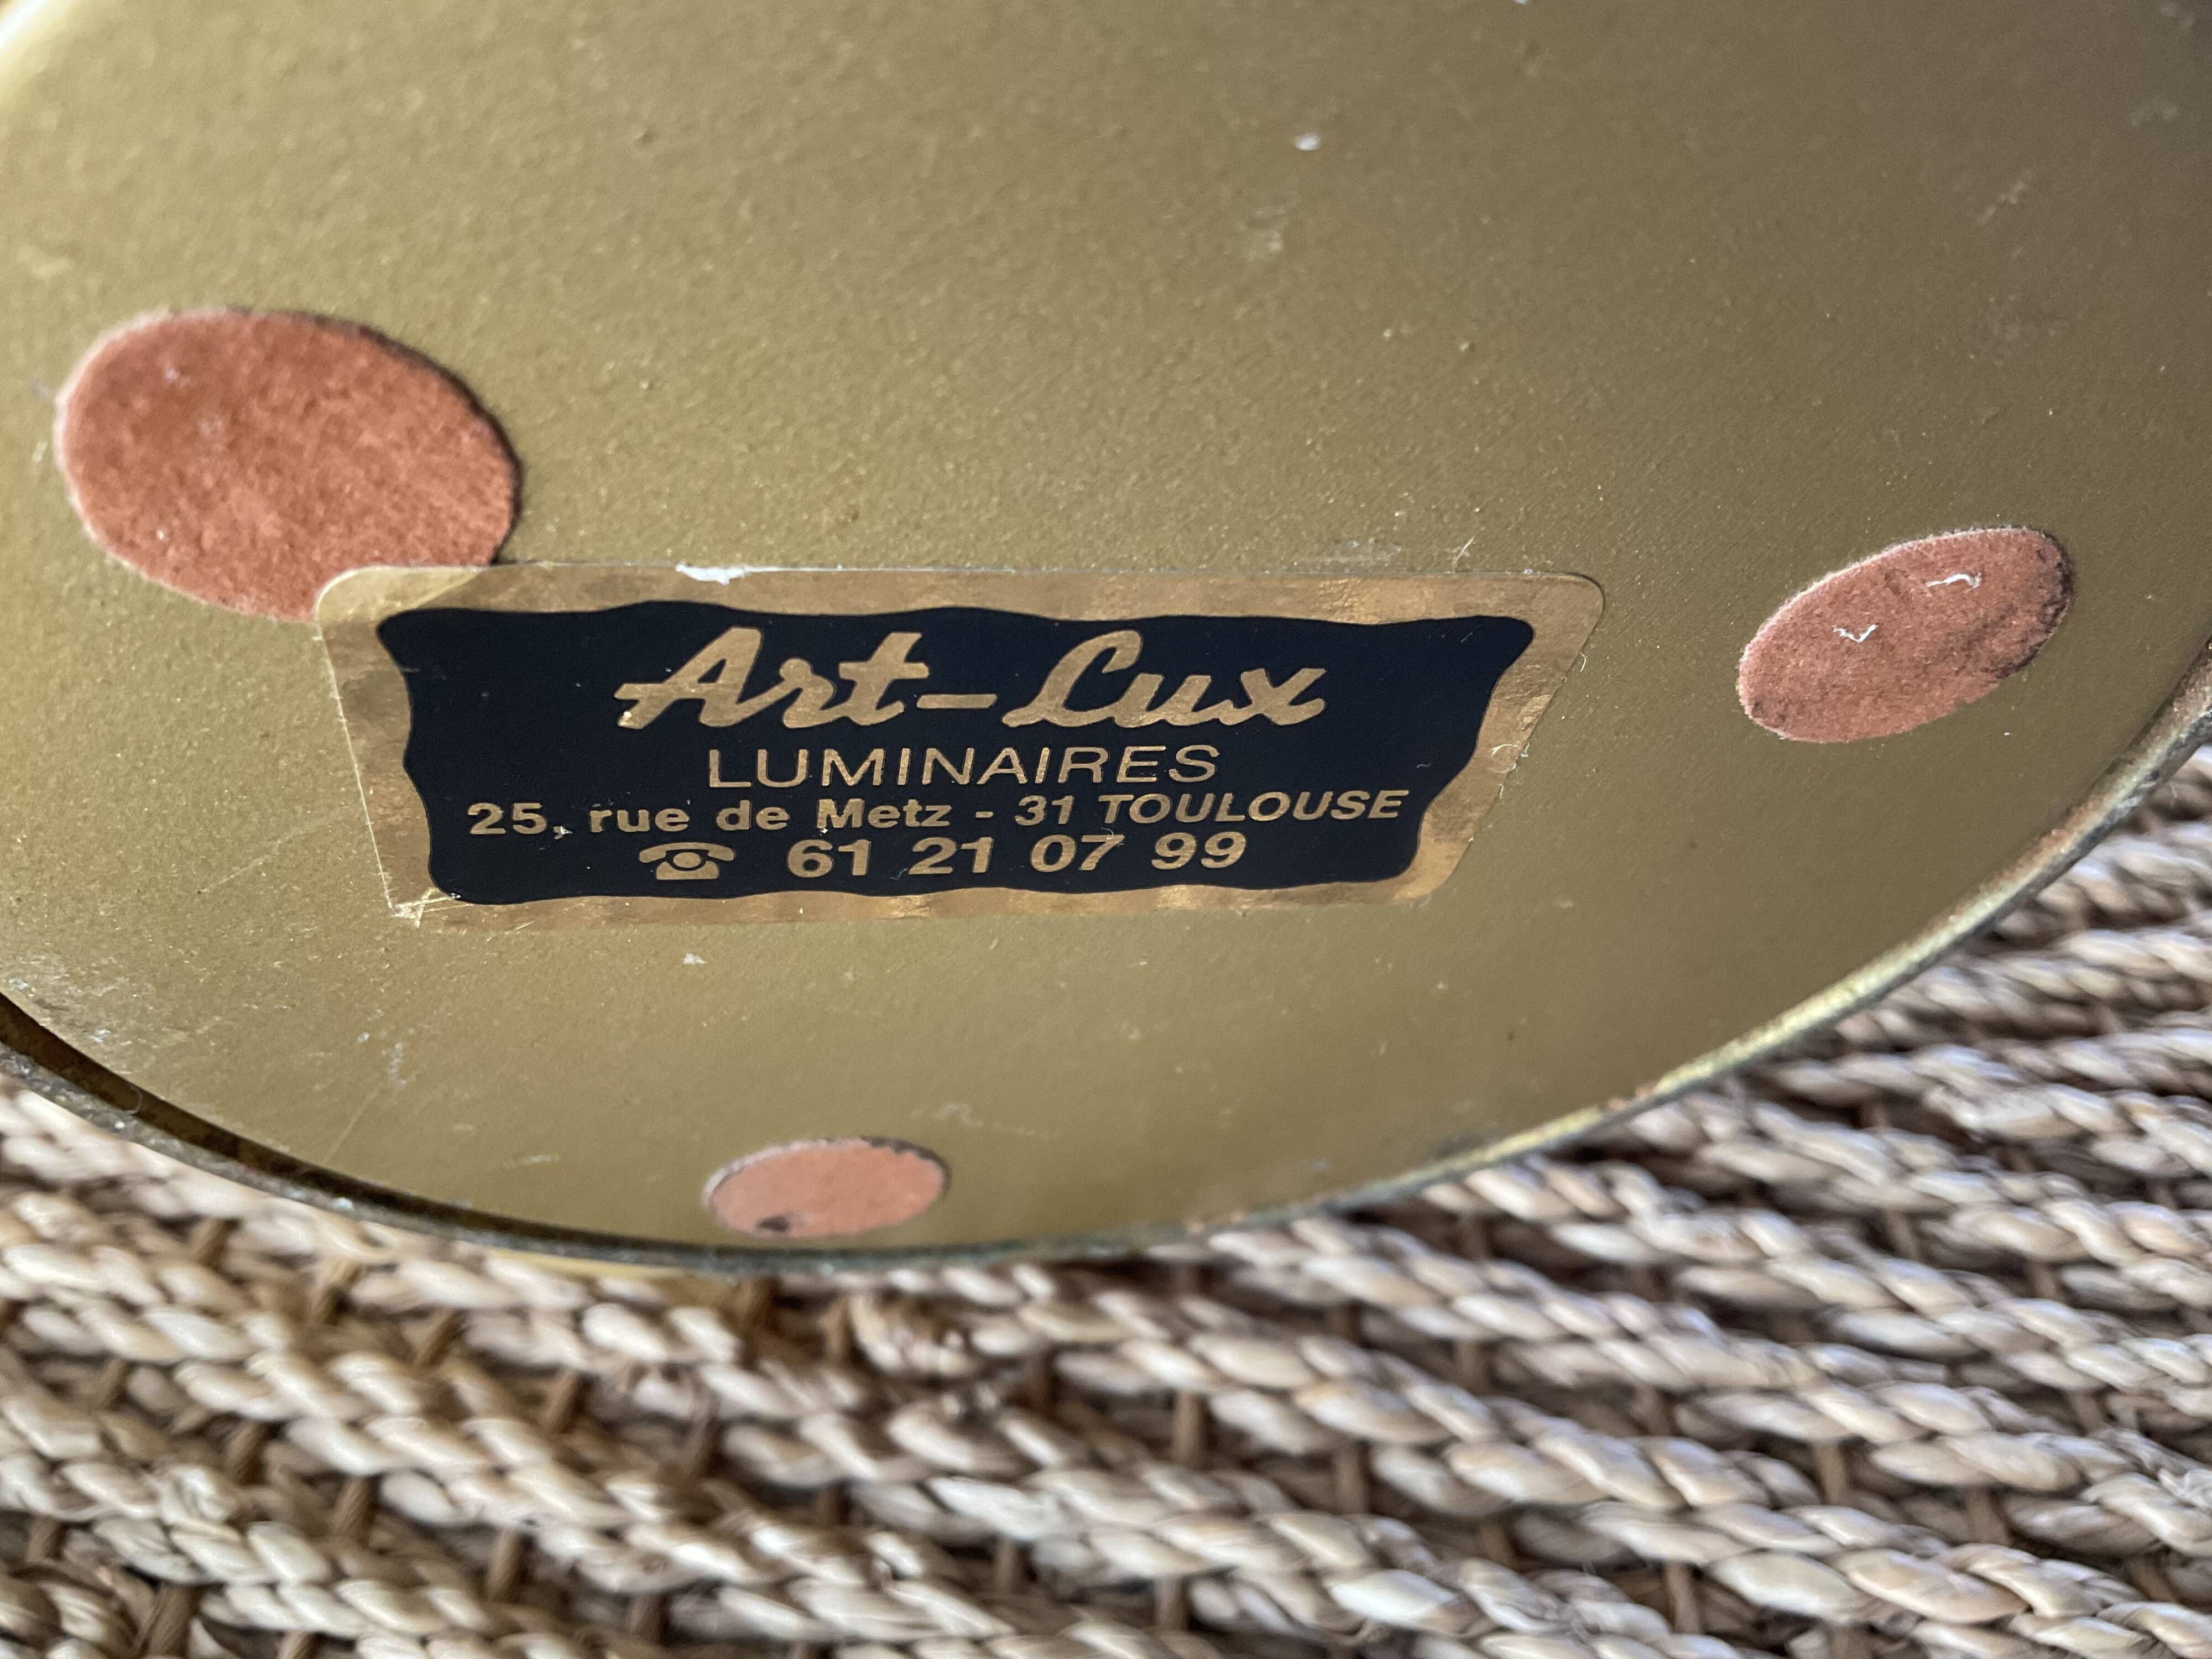 Art-Lux
LUMINAIRES
25, rue de Metz - 31 TOULOUSE
☎ 61 21 07 99